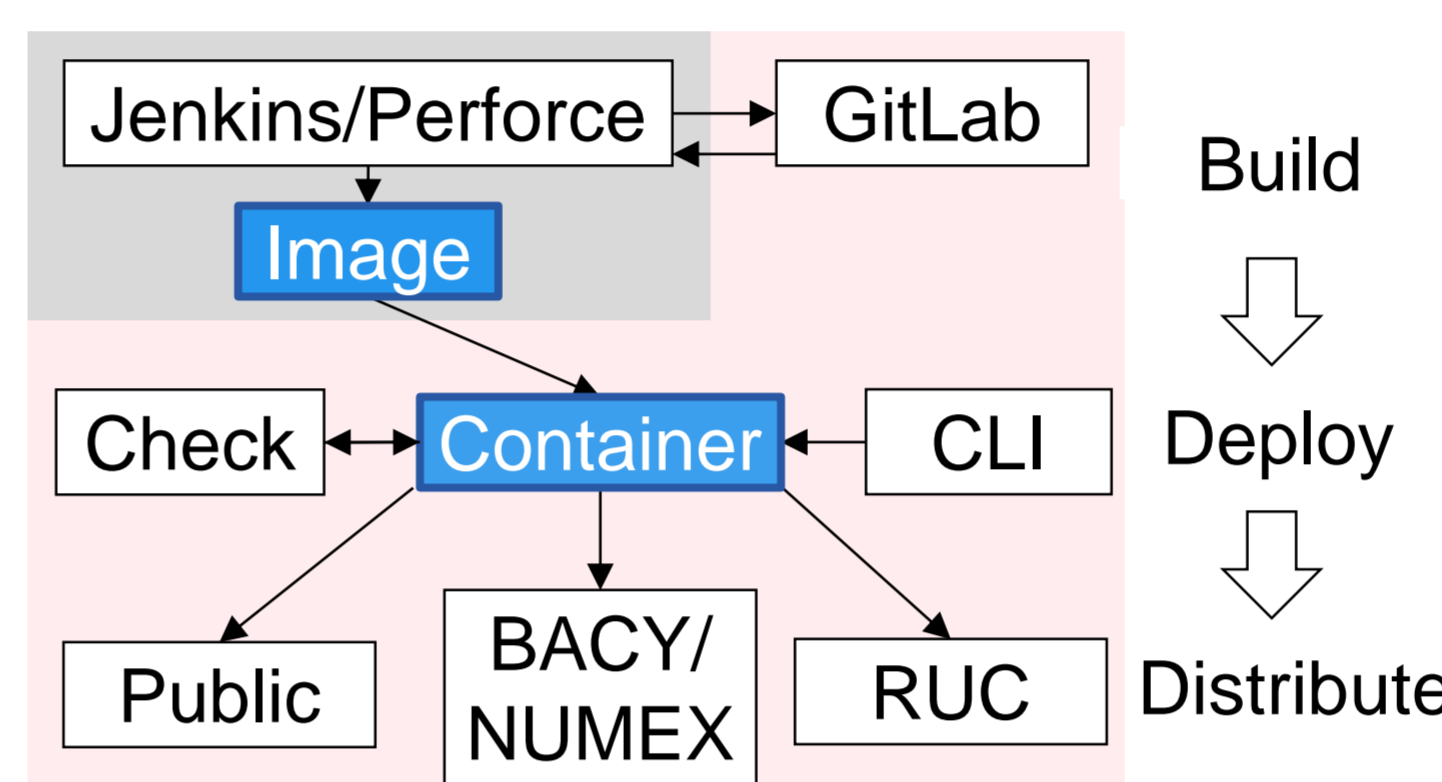 Jenkins/Perforce
GitLab
Build
Image
Check
Container
CLI
Deploy
Public
BACY/
NUMEX
RUC
Distribute